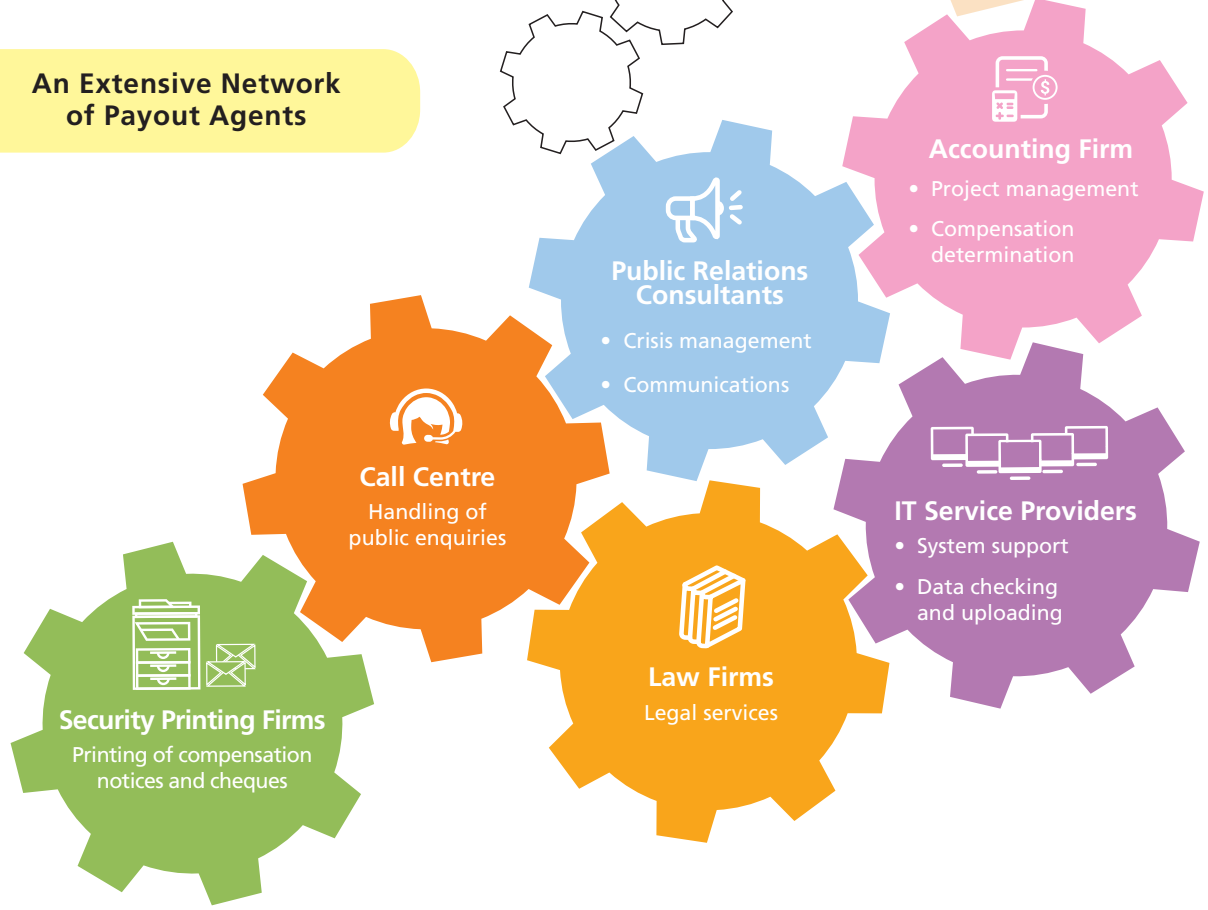 An Extensive Network
of Payout Agents
$
Accounting Firm
• Project management
• Compensation
determination
Public Relations
Consultants
• Crisis management
• Communications
Call Centre
Handling of
public enquiries
IT Service Providers
• System support
• Data checking
and uploading
Law Firms
Legal services
Security Printing Firms
Printing of compensation
notices and cheques